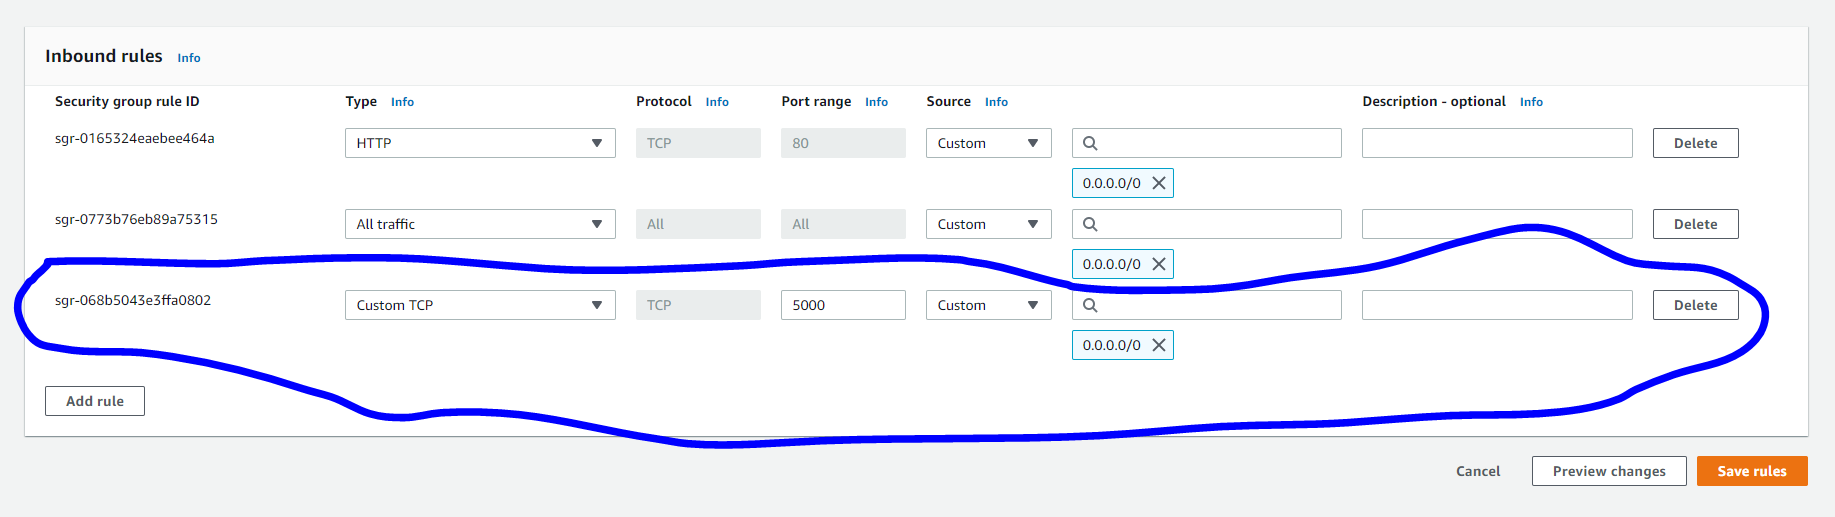 Inbound rules Info
Security group rule ID Type Info Protocol Info Port range Info Source Info Description - optional Info
sgr-0165324eaebee464a HTTP TCP 80 Custom Delete
0.0.0.0/0
sgr-0773b76eb89a75315 All traffic All All Custom Delete
0.0.0.0/0
sgr-068b5043e3ffa0802 Custom TCP TCP 5000 Custom Delete
0.0.0.0/0
Add rule
Cancel Preview changes Save rules